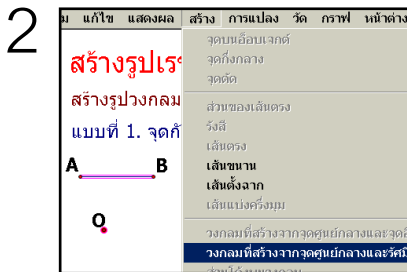 2
แก้ไข แสดงผล สร้าง การแปลง วัด กราฟ หน้าต่าง
จุดบนอ็อบเจกต์
จุดกึ่งกลาง
จุดตัด
ส่วนของเส้นตรง
รังสี
เส้นตรง
เส้นขนาน
เส้นตั้งฉาก
เส้นแบ่งครึ่งมุม
วงกลมที่สร้างจากจุดศูนย์กลางและจุดอื่น
วงกลมที่สร้างจากจุดศูนย์กลางและรัศมี
สร้างรูปเร
สร้างรูปวงกลม
แบบที่ 1. จุดกั
A B
O